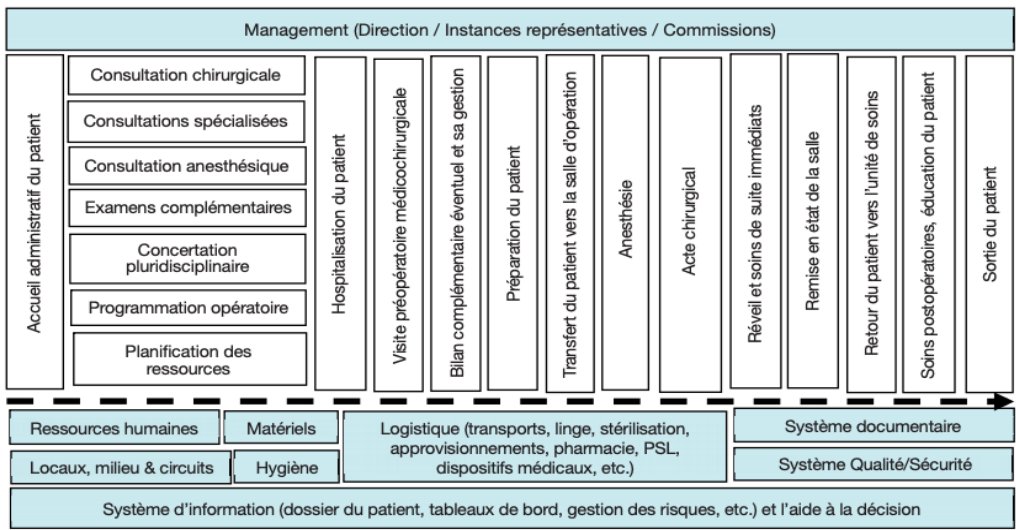 Management (Direction / Instances représentatives / Commissions)
Accueil administratif du patient
Consultation chirurgicale
Consultations spécialisées
Consultation anesthésique
Examens complémentaires
Concertation
pluridisciplinaire
Programmation opératoire
Planification des
ressources
Hospitalisation du patient
Visite préopératoire médicochirurgicale
Bilan complémentaire éventuel et sa gestion
Préparation du patient
Transfert du patient vers la salle d'opération
Anesthésie
Acte chirurgical
Réveil et soins de suite immédiats
Remise en état de la salle
Retour du patient vers l'unité de soins
Soins postopératoires, éducation du patient
Sortie du patient
Ressources humaines
Matériels
Locaux, milieu & circuits
Hygiène
Logistique (transports, linge, stérilisation,
approvisionnements, pharmacie, PSL,
dispositifs médicaux, etc.)
Système documentaire
Système Qualité/Sécurité
Système d'information (dossier du patient, tableaux de bord, gestion des risques, etc.) et l'aide à la décision